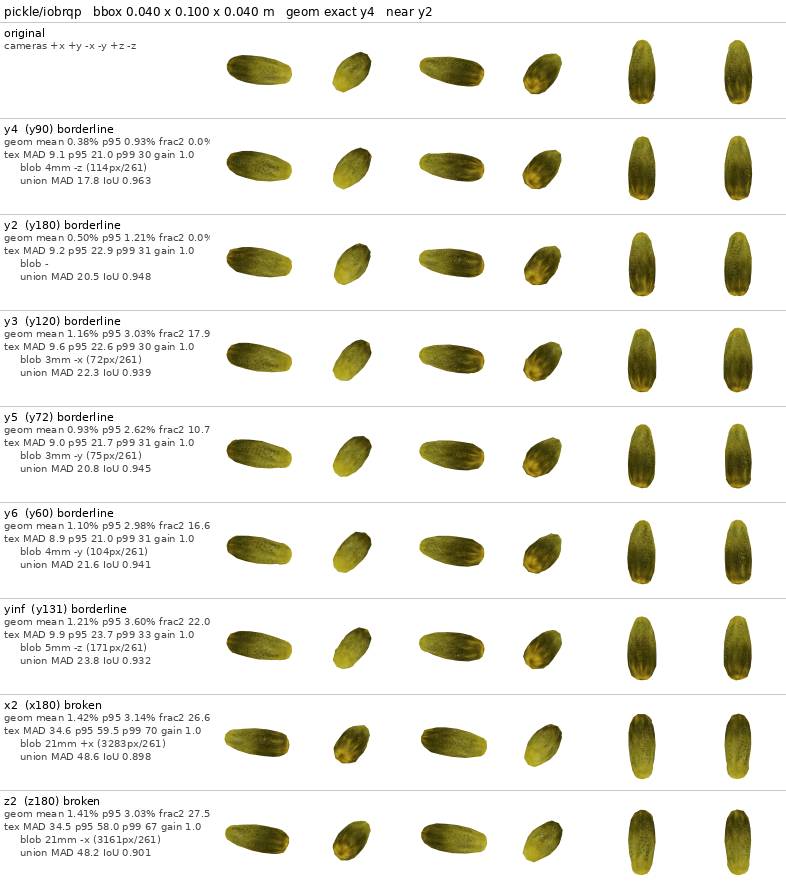 pickle/iobrqp bbox 0.040 x 0.100 x 0.040 m geom exact y4 near y2
original
cameras +x +y -x -y +z -z
y4 (y90) borderline
geom mean 0.38% p95 0.93% frac2 0.0%
tex MAD 9.1 p95 21.0 p99 30 gain 1.0
blob 4mm -z (114px/261)
union MAD 17.8 IoU 0.963
y2 (y180) borderline
geom mean 0.50% p95 1.21% frac2 0.0%
tex MAD 9.2 p95 22.9 p99 31 gain 1.0
blob -
union MAD 20.5 IoU 0.948
y3 (y120) borderline
geom mean 1.16% p95 3.03% frac2 17.9
tex MAD 9.6 p95 22.6 p99 30 gain 1.0
blob 3mm -x (72px/261)
union MAD 22.3 IoU 0.939
y5 (y72) borderline
geom mean 0.93% p95 2.62% frac2 10.7
tex MAD 9.0 p95 21.7 p99 31 gain 1.0
blob 3mm -y (75px/261)
union MAD 20.8 IoU 0.945
y6 (y60) borderline
geom mean 1.10% p95 2.98% frac2 16.6
tex MAD 8.9 p95 21.0 p99 31 gain 1.0
blob 4mm -y (104px/261)
union MAD 21.6 IoU 0.941
yinf (y131) borderline
geom mean 1.21% p95 3.60% frac2 22.0
tex MAD 9.9 p95 23.7 p99 33 gain 1.0
blob 5mm -z (171px/261)
union MAD 23.8 IoU 0.932
x2 (x180) broken
geom mean 1.42% p95 3.14% frac2 26.6
tex MAD 34.6 p95 59.5 p99 70 gain 1.0
blob 21mm +x (3283px/261)
union MAD 48.6 IoU 0.898
z2 (z180) broken
geom mean 1.41% p95 3.03% frac2 27.5
tex MAD 34.5 p95 58.0 p99 67 gain 1.0
blob 21mm -x (3161px/261)
union MAD 48.2 IoU 0.901